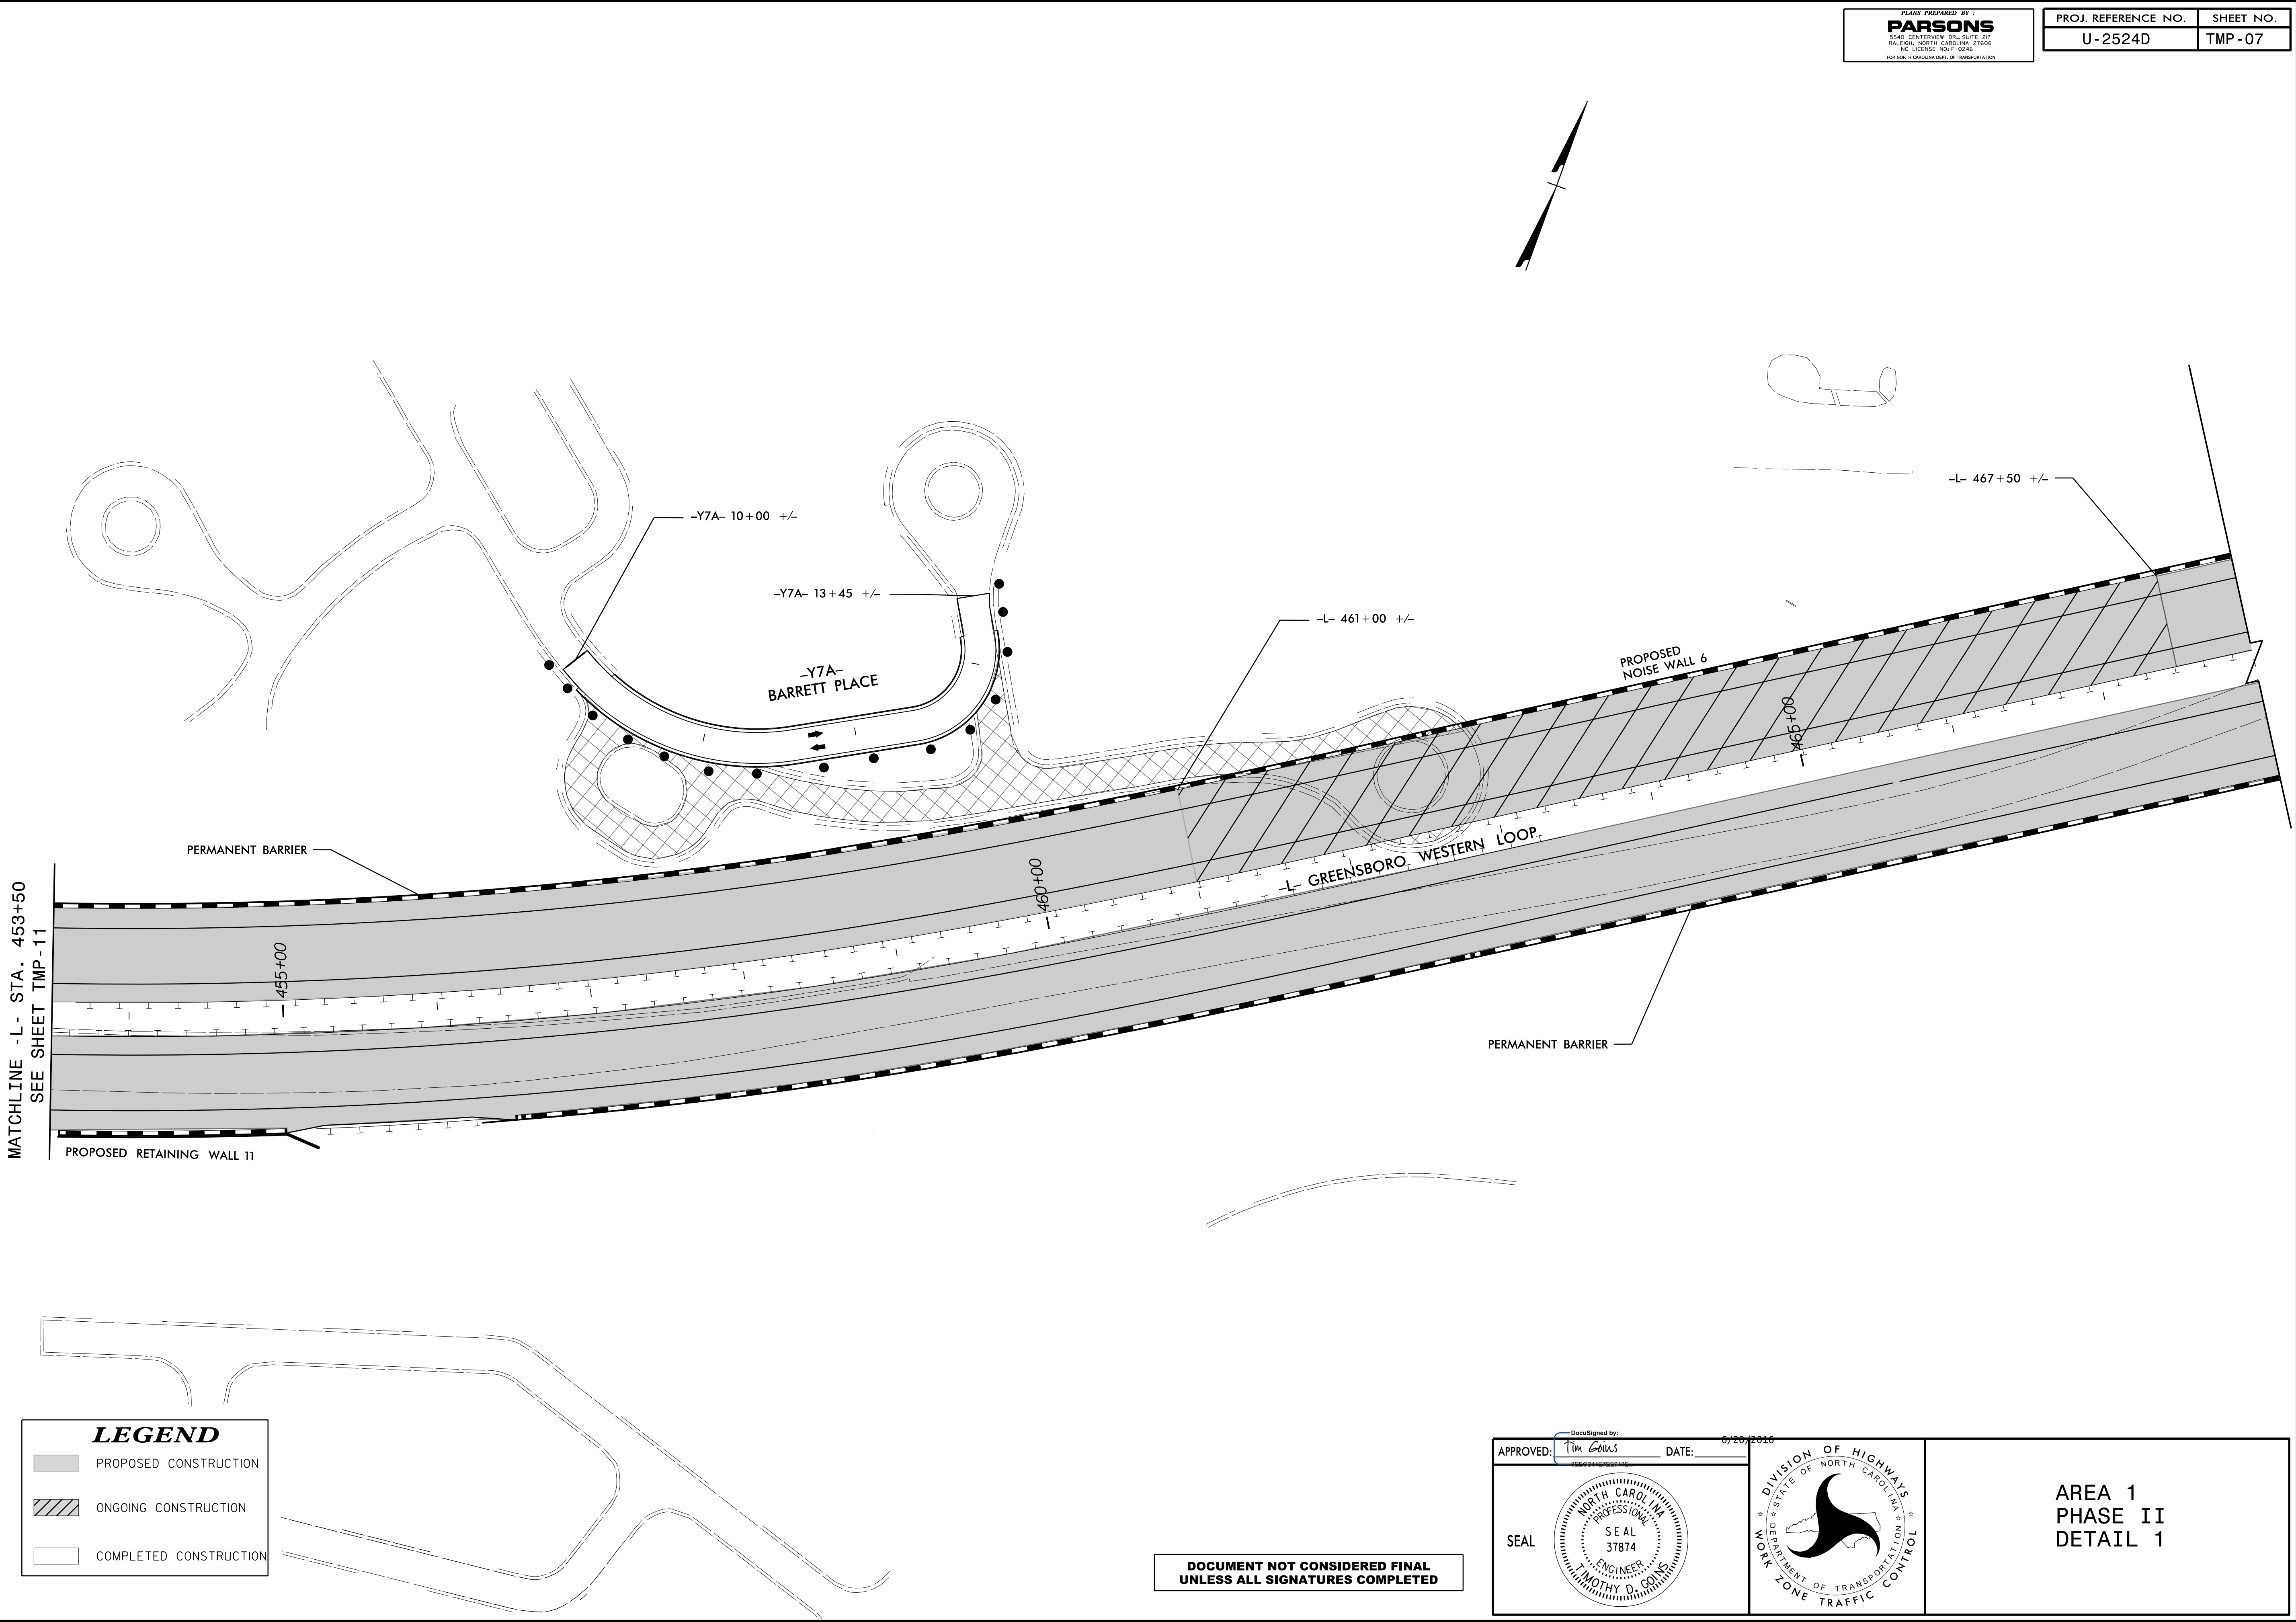 PLANS PREPARED BY :
PARSONS
5540 CENTERVIEW DR., SUITE 217
RALEIGH, NORTH CAROLINA 27606
NC LICENSE NO: F-0246
FOR NORTH CAROLINA DEPT. OF TRANSPORTATION
PROJ. REFERENCE NO.
SHEET NO.
U-2524D
TMP-07
-L- 467+50 +/-
-Y7A- 10+00 +/-
-Y7A- 13+45 +/-
-L- 461+00 +/-
-Y7A-
BARRETT PLACE
PROPOSED
NOISE WALL 6
465+00
-L- GREENSBORO WESTERN LOOP
460+00
PERMANENT BARRIER
455+00
MATCHLINE -L- STA. 453+50
SEE SHEET TMP-11
PERMANENT BARRIER
PROPOSED RETAINING WALL 11
LEGEND
PROPOSED CONSTRUCTION
ONGOING CONSTRUCTION
COMPLETED CONSTRUCTION
DOCUMENT NOT CONSIDERED FINAL
UNLESS ALL SIGNATURES COMPLETED
DocuSigned by:
APPROVED: Tim Goins DATE: 6/20/2016
SEAL
NORTH CAROLINA
PROFESSIONAL
SEAL
37874
ENGINEER
TIMOTHY D. GOINS
DIVISION OF HIGHWAYS
STATE OF NORTH CAROLINA
DEPARTMENT OF TRANSPORTATION
WORK ZONE TRAFFIC CONTROL
AREA 1
PHASE II
DETAIL 1